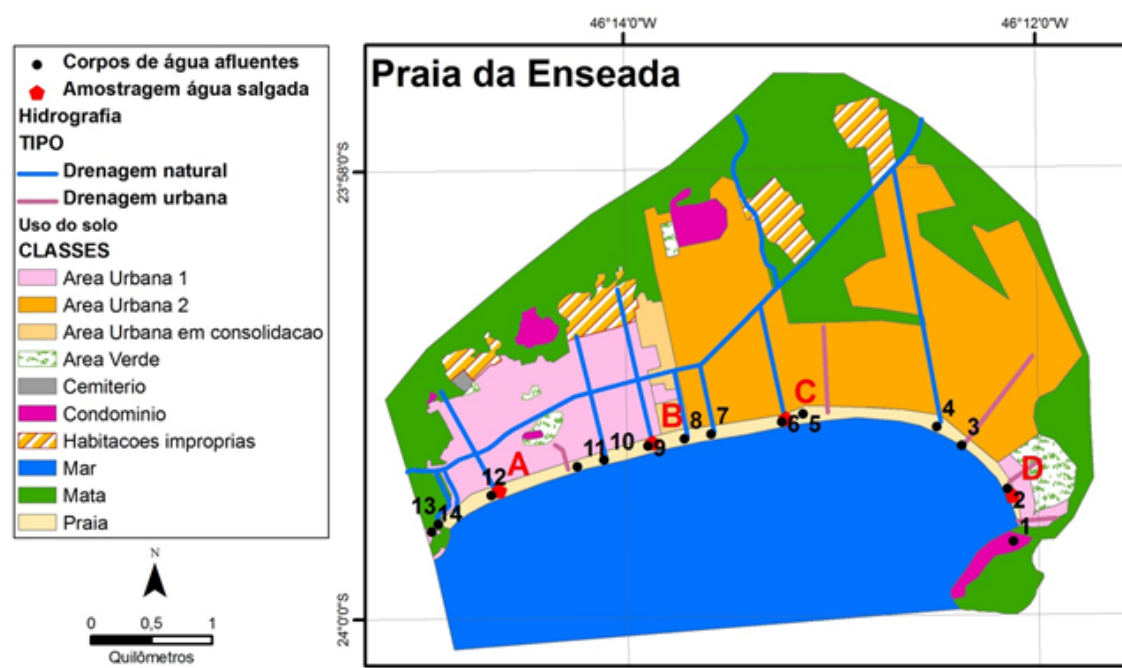 46°14'0"W
46°12'0"W
Corpos de água afluentes
Amostragem água salgada
Hidrografia
TIPO
Drenagem natural
Drenagem urbana
Uso do solo
CLASSES
Area Urbana 1
Area Urbana 2
Area Urbana em consolidacao
Area Verde
Cemiterio
Condominio
Habitacoes improprias
Mar
Mata
Praia
N
0 0,5 1
Quilômetros
Praia da Enseada
23°58'0"S
24°0'0"S
A
B
C
D
13
14
12
11
10
9
8
7
6
5
4
3
2
1